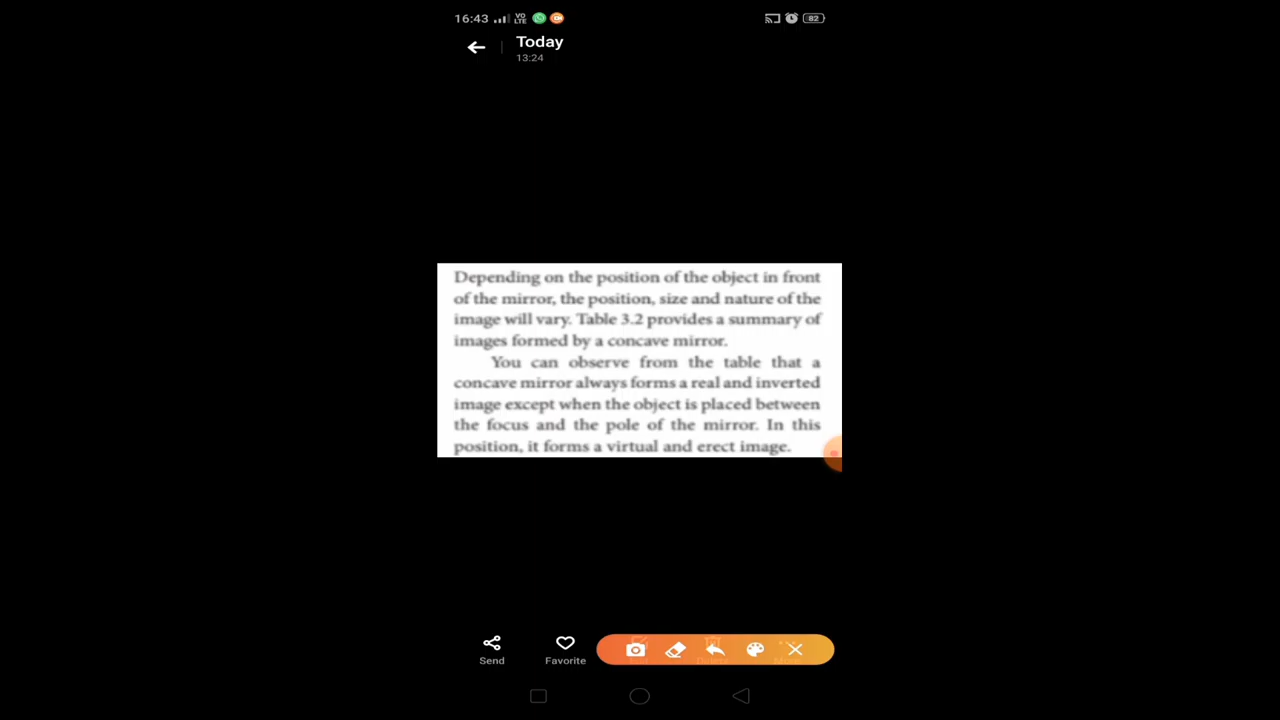 16:43 VO LTE 82
Today
13:24
Depending on the position of the object in front
of the mirror, the position, size and nature of the
image will vary. Table 3.2 provides a summary of
images formed by a concave mirror.
You can observe from the table that a
concave mirror always forms a real and inverted
image except when the object is placed between
the focus and the pole of the mirror. In this
position, it forms a virtual and erect image.
Send Favorite